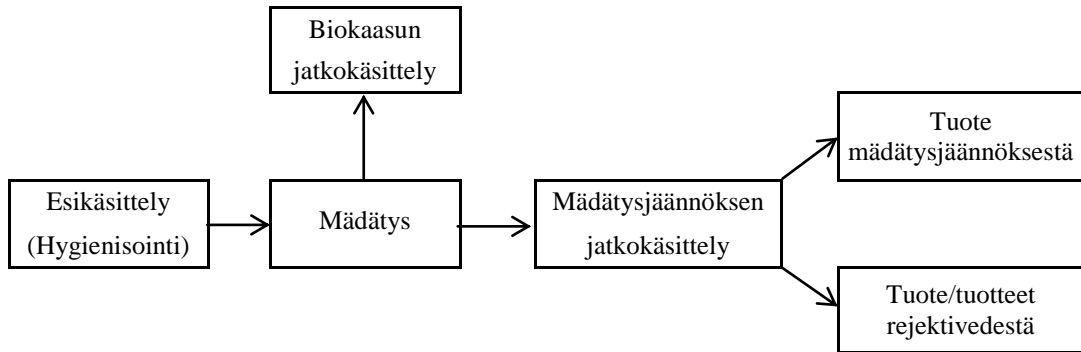 Biokaasun
jatkokäsittely
Esikäsittely
(Hygienisointi)
Mädätys
Mädätysjäännöksen
jatkokäsittely
Tuote
mädätysjäännöksestä
Tuote/tuotteet
rejektivedestä